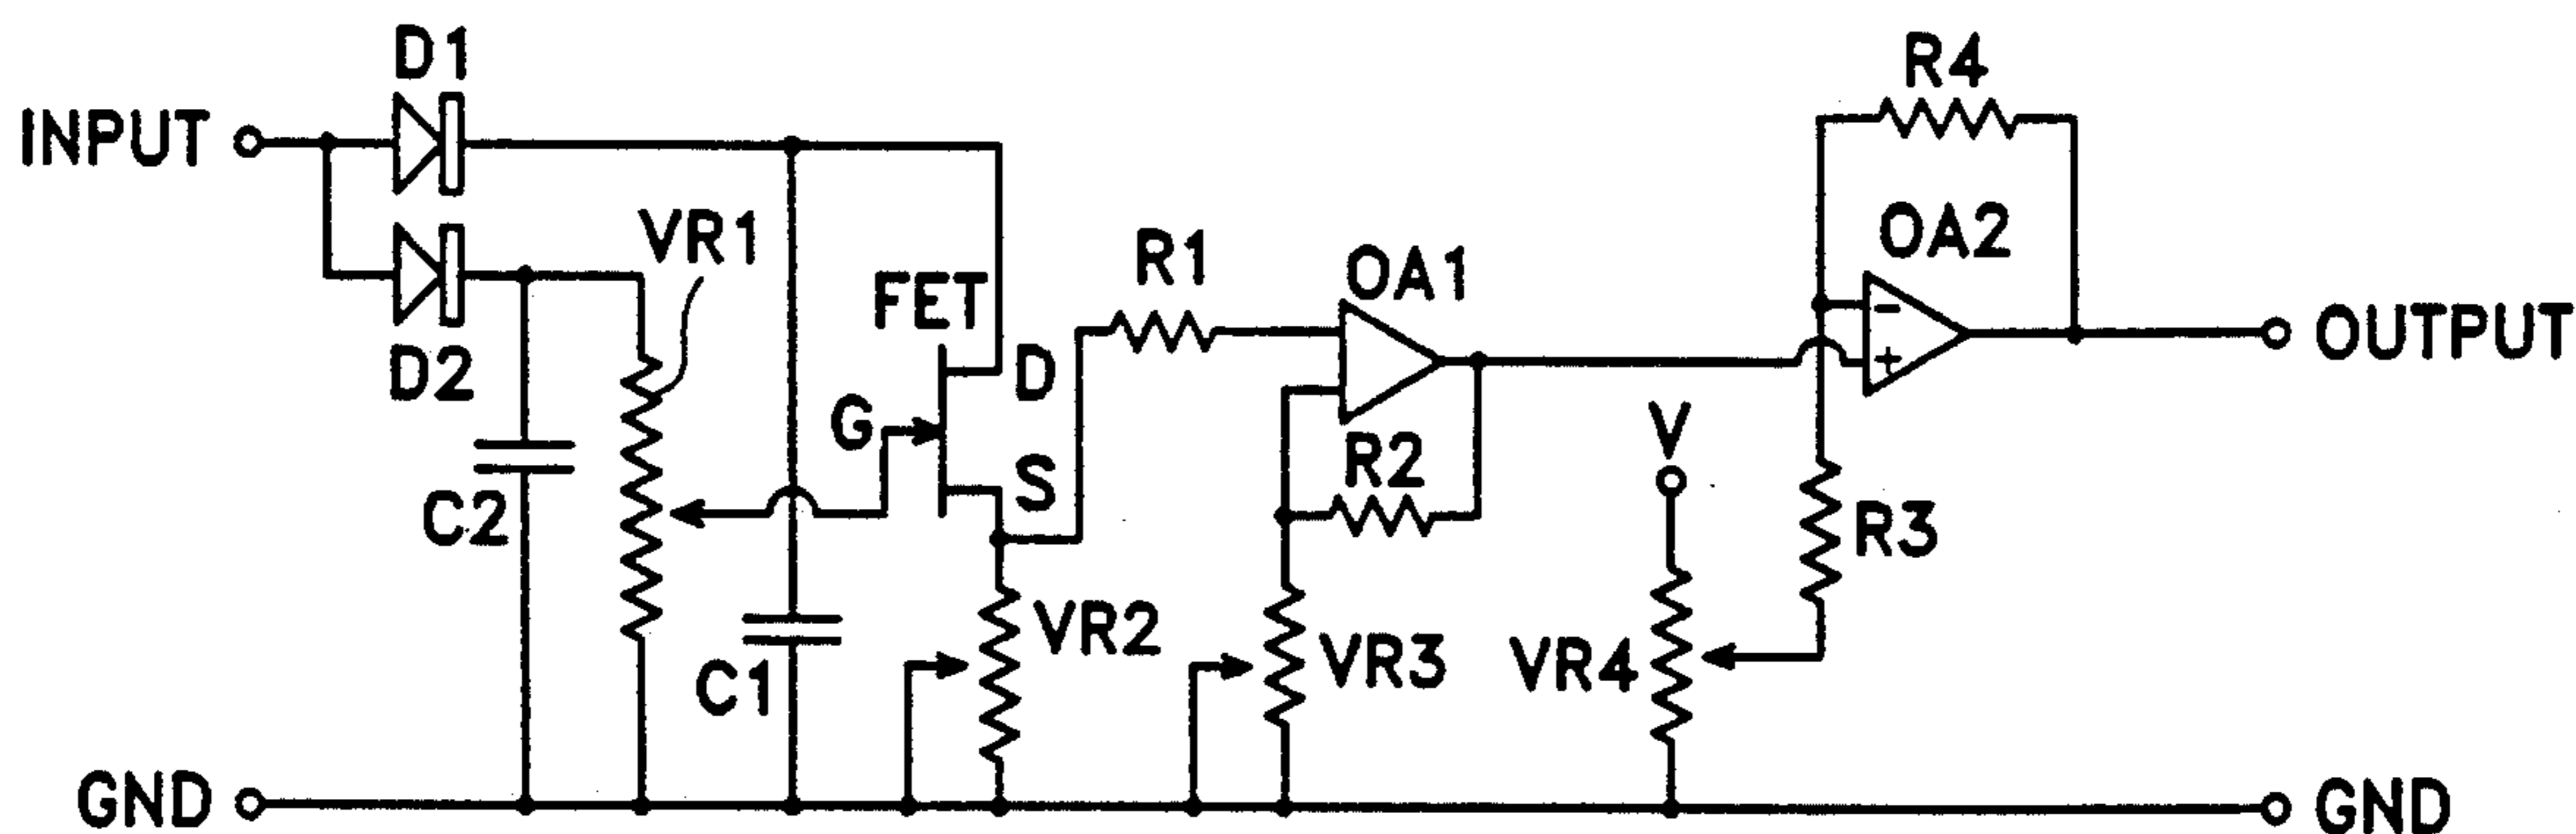 D1
R4
INPUT
VR1
OA2
R1
OA1
FET
D
OUTPUT
D2
G
V
S
R2
C2
R3
VR2
VR3
VR4
C1
GND
GND
-
+